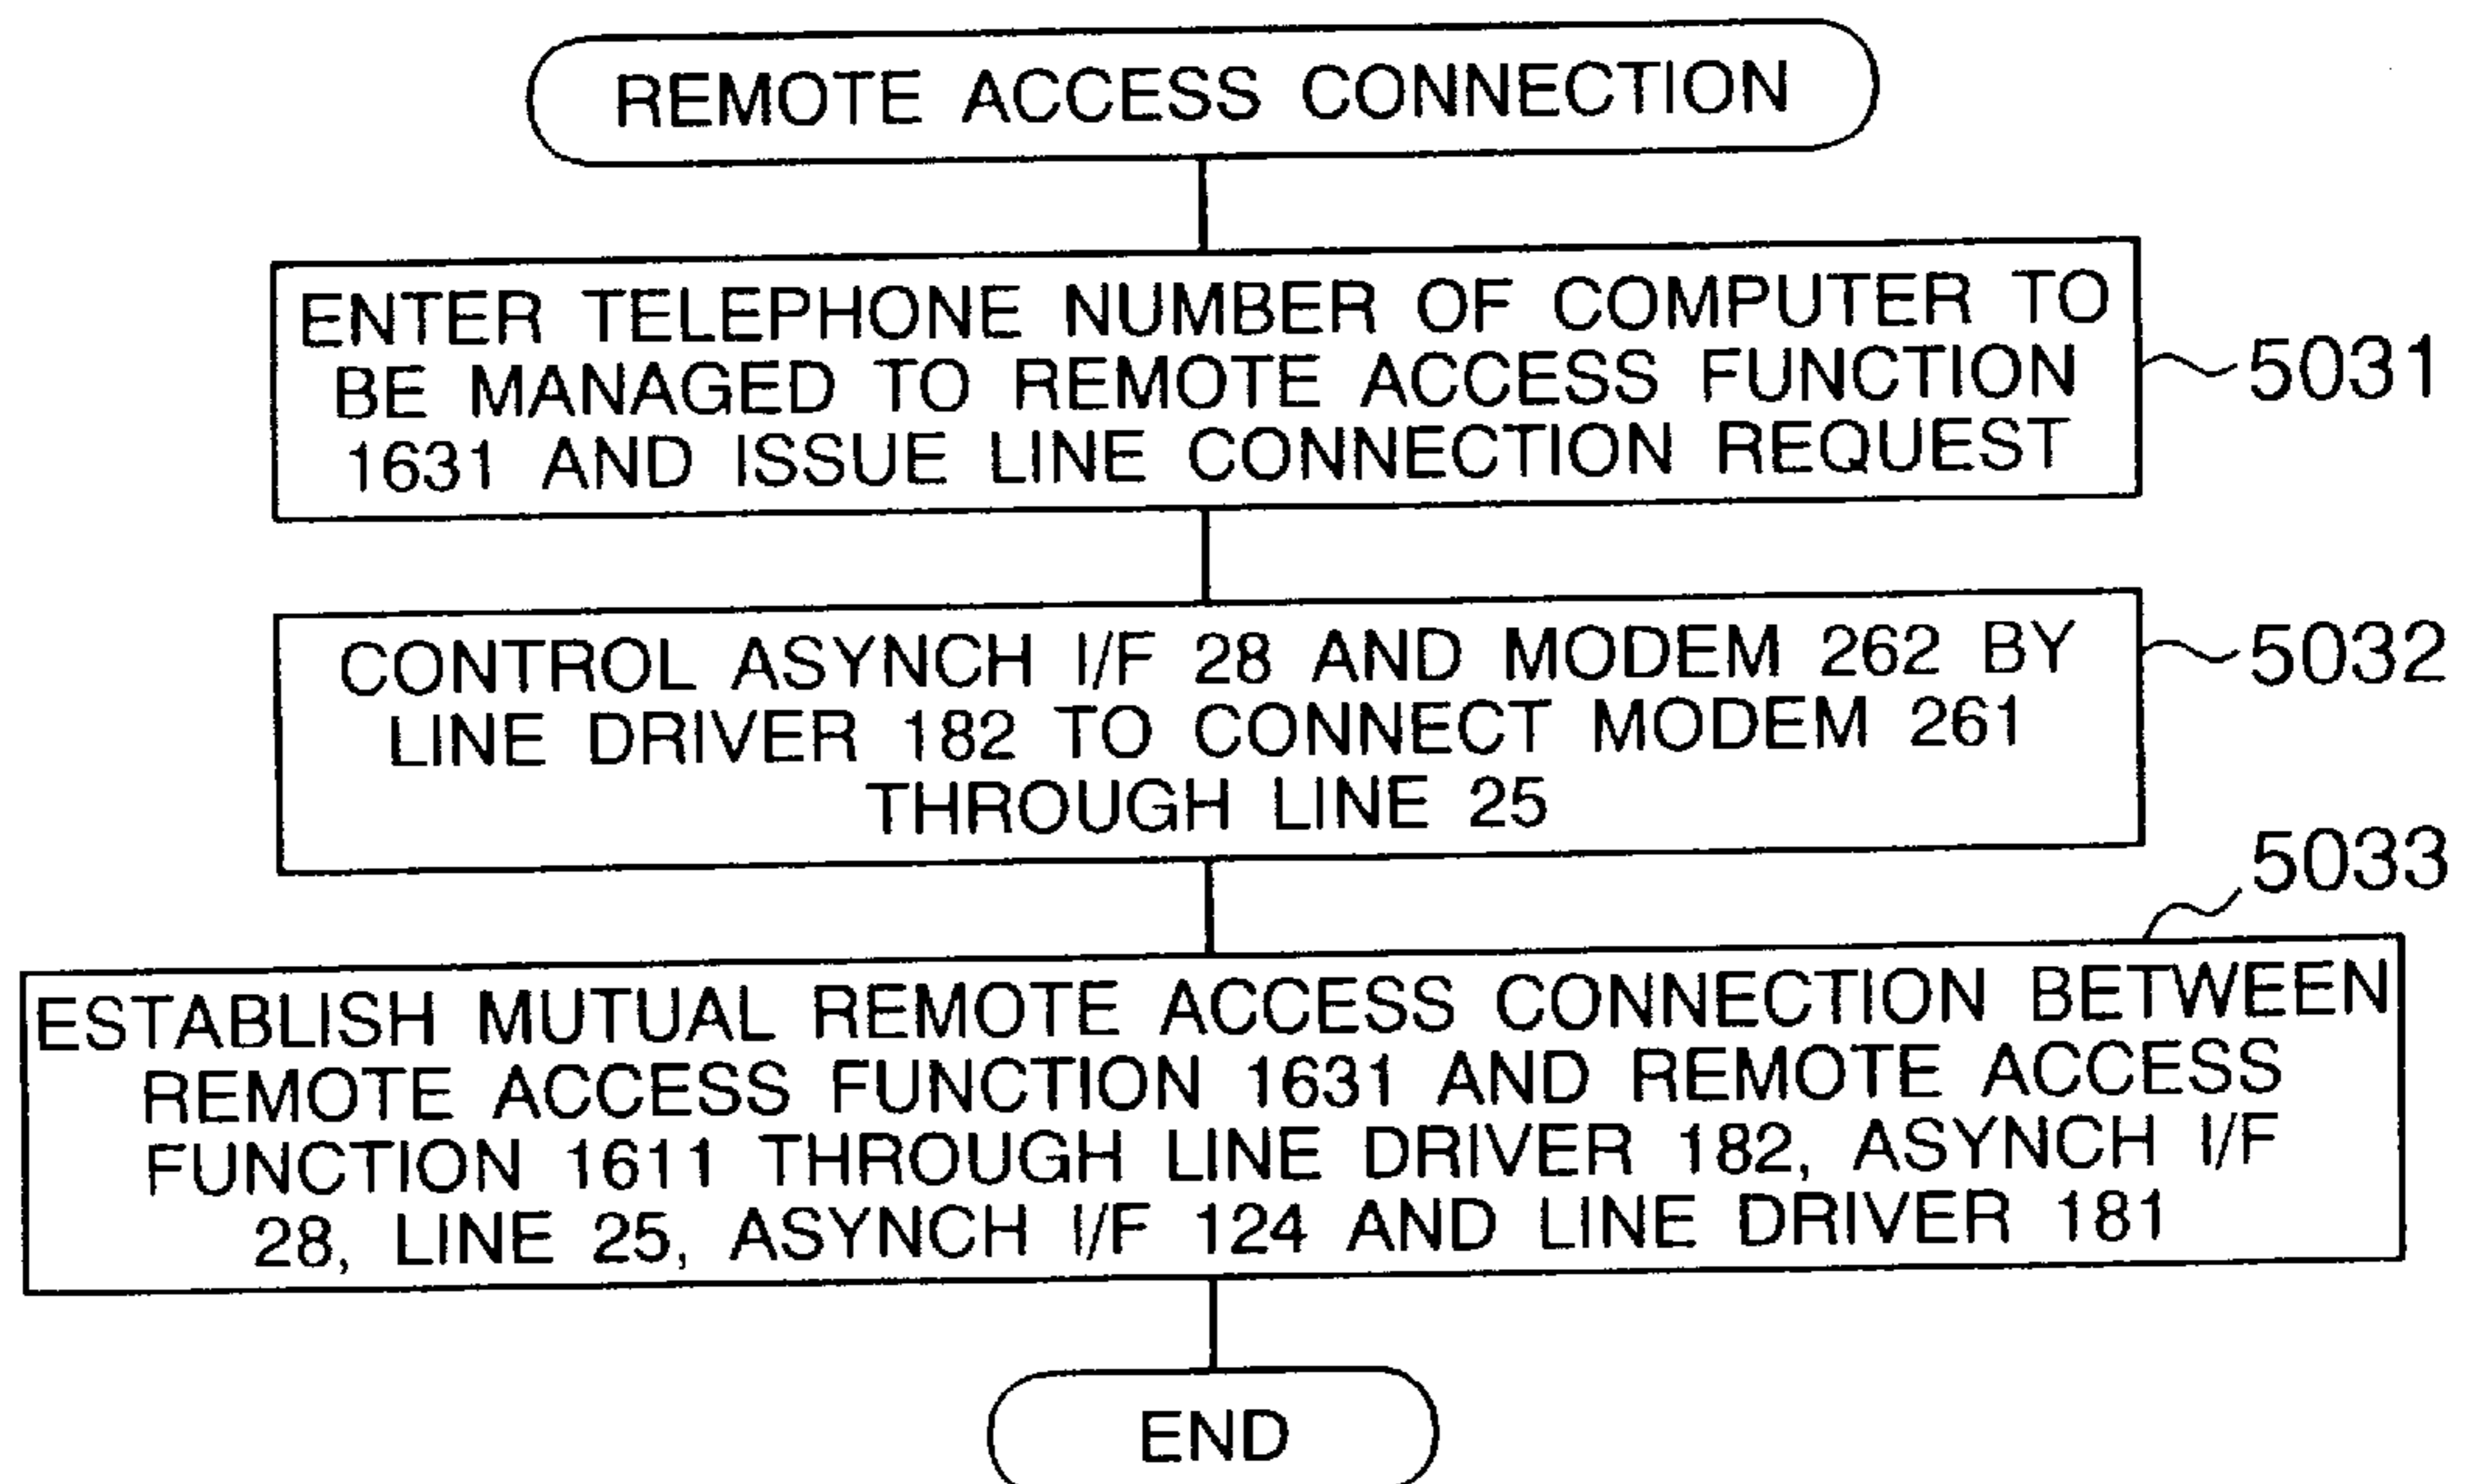 REMOTE ACCESS CONNECTION
ENTER TELEPHONE NUMBER OF COMPUTER TO
BE MANAGED TO REMOTE ACCESS FUNCTION
1631 AND ISSUE LINE CONNECTION REQUEST
5031
CONTROL ASYNCH I/F 28 AND MODEM 262 BY
LINE DRIVER 182 TO CONNECT MODEM 261
THROUGH LINE 25
5032
5033
ESTABLISH MUTUAL REMOTE ACCESS CONNECTION BETWEEN
REMOTE ACCESS FUNCTION 1631 AND REMOTE ACCESS
FUNCTION 1611 THROUGH LINE DRIVER 182, ASYNCH I/F
28, LINE 25, ASYNCH I/F 124 AND LINE DRIVER 181
END